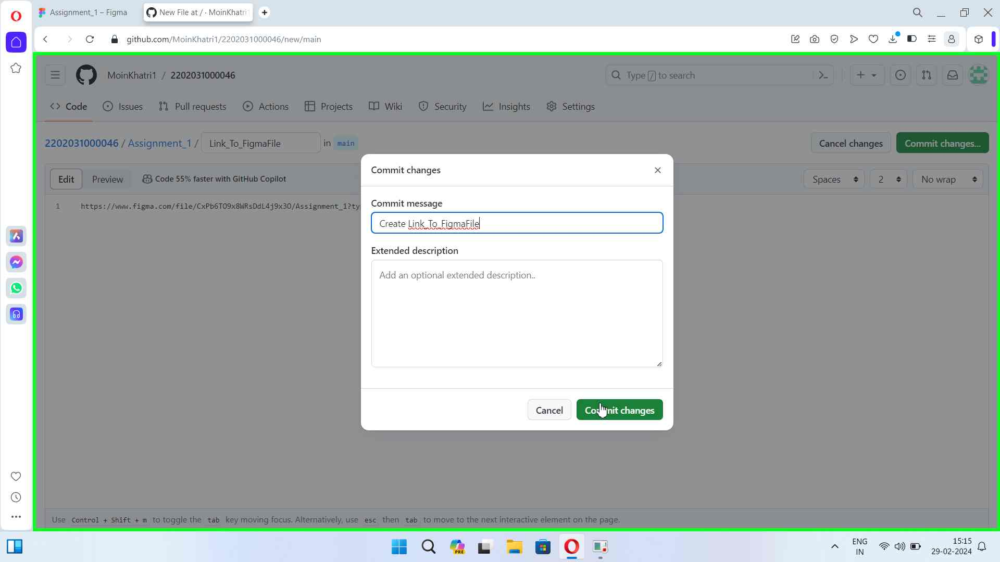 Assignment_1 – Figma
New File at / · MoinKhatri1
github.com/MoinKhatri1/2202031000046/new/main
MoinKhatri1 / 2202031000046
Type / to search
Code
Issues
Pull requests
Actions
Projects
Wiki
Security
Insights
Settings
2202031000046 / Assignment_1 / Link_To_FigmaFile in main
Cancel changes
Commit changes...
Edit
Preview
Code 55% faster with GitHub Copilot
Spaces
2
No wrap
1 https://www.figma.com/file/CxPb6TO9x8WRsDdL4j9x3O/Assignment_1?ty
Commit changes
Commit message
Create Link_To_FigmaFile
Extended description
Add an optional extended description..
Cancel
Commit changes
Use Control + Shift + m to toggle the tab key moving focus. Alternatively, use esc then tab to move to the next interactive element on the page.
PRE
ENG
IN
15:15
29-02-2024